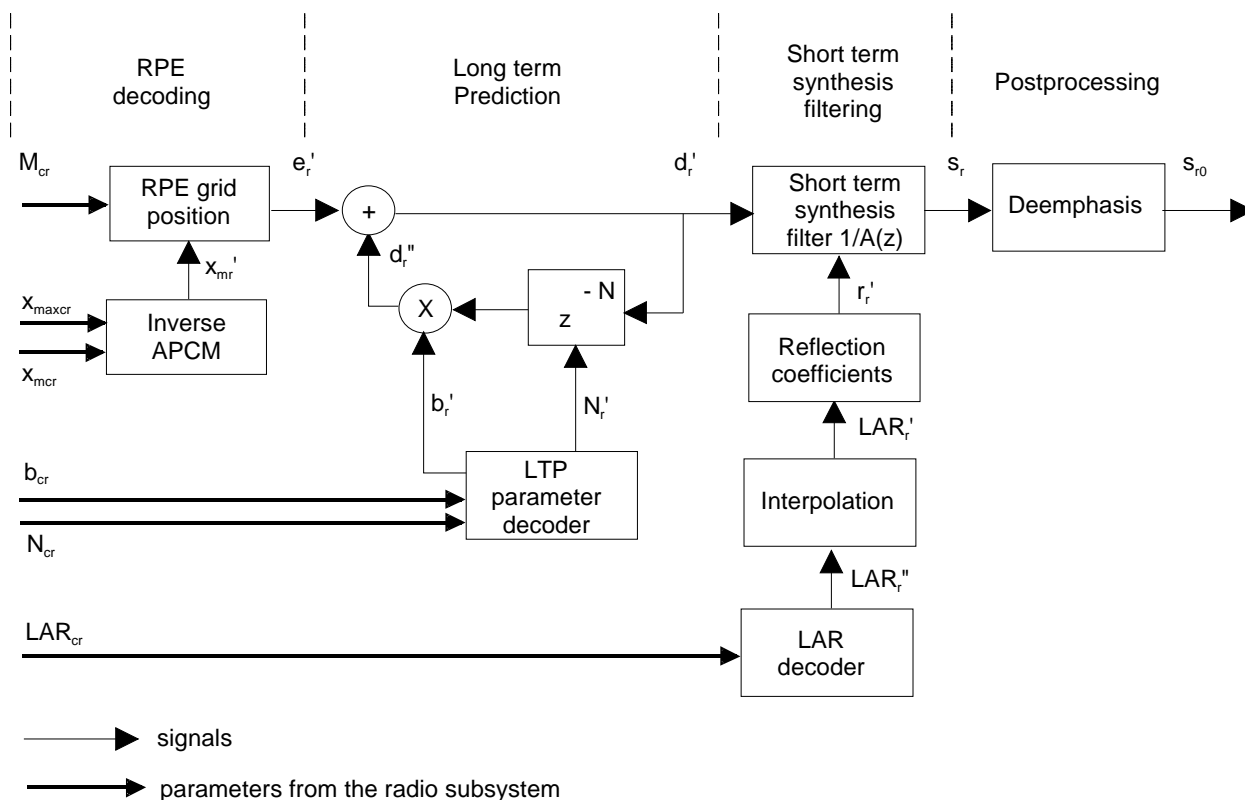 RPE
decoding
Long term
Prediction
Short term
synthesis
filtering
Postprocessing
M_cr
RPE grid
position
e_r'
+
d_r'
Short term
synthesis
filter 1/A(z)
s_r
Deemphasis
s_r0
x_mr'
d_r"
x_maxcr
Inverse
APCM
x_mcr
X
z - N
r_r'
Reflection
coefficients
b_r'
N_r'
LAR_r'
b_cr
LTP
parameter
decoder
N_cr
Interpolation
LAR_r"
LAR_cr
LAR
decoder
signals
parameters from the radio subsystem